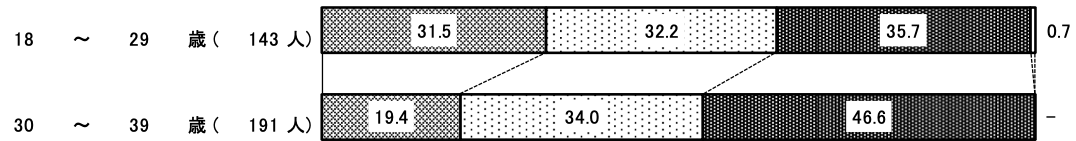 18 ～ 29 歳( 143 人) 31.5 32.2 35.7 0.7
30 ～ 39 歳( 191 人) 19.4 34.0 46.6 -